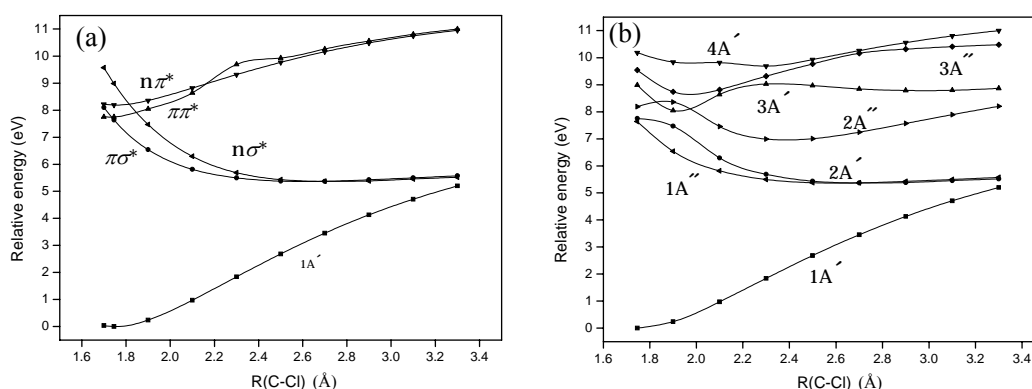 (a)
11
10
9
8
7
6
5
4
3
2
1
0
Relative energy (eV)
nπ*
ππ*
πσ*
nσ*
1A´
1.6 1.8 2.0 2.2 2.4 2.6 2.8 3.0 3.2 3.4
R(C-Cl) (Å)
(b)
11
10
9
8
7
6
5
4
3
2
1
0
Relative energy (eV)
4A´
3A´´
3A´
2A´´
2A´
1A´´
1A´
1.6 1.8 2.0 2.2 2.4 2.6 2.8 3.0 3.2 3.4
R(C-Cl) (Å)